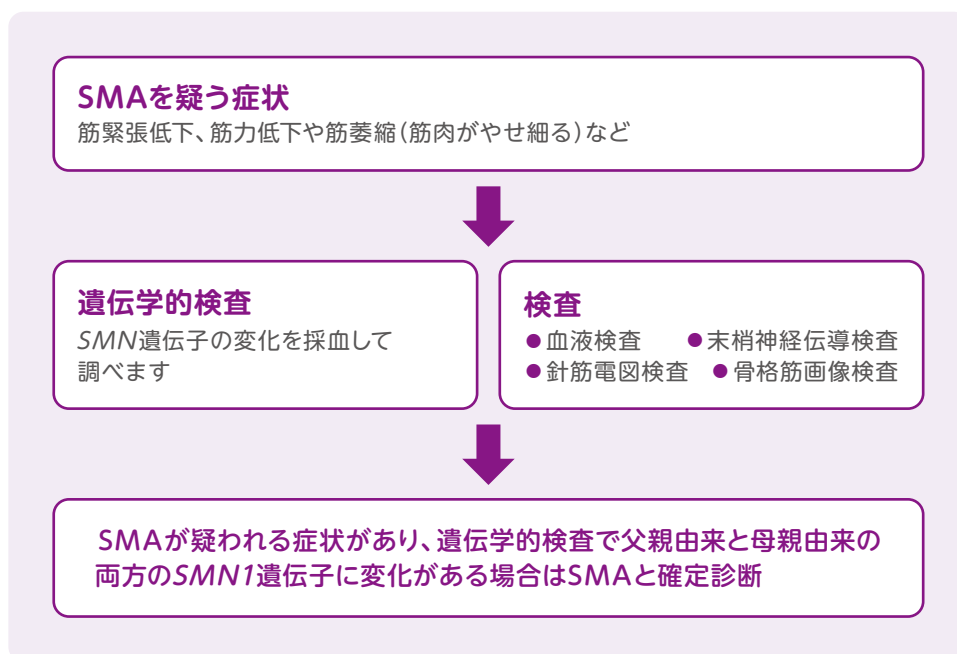 SMAを疑う症状
筋緊張低下、筋力低下や筋萎縮(筋肉がやせ細る)など
遺伝学的検査
SMN遺伝子の変化を採血して
調べます
検査
●血液検査 ●末梢神経伝導検査
●針筋電図検査 ●骨格筋画像検査
SMAが疑われる症状があり、遺伝学的検査で父親由来と母親由来の
両方のSMN1遺伝子に変化がある場合はSMAと確定診断